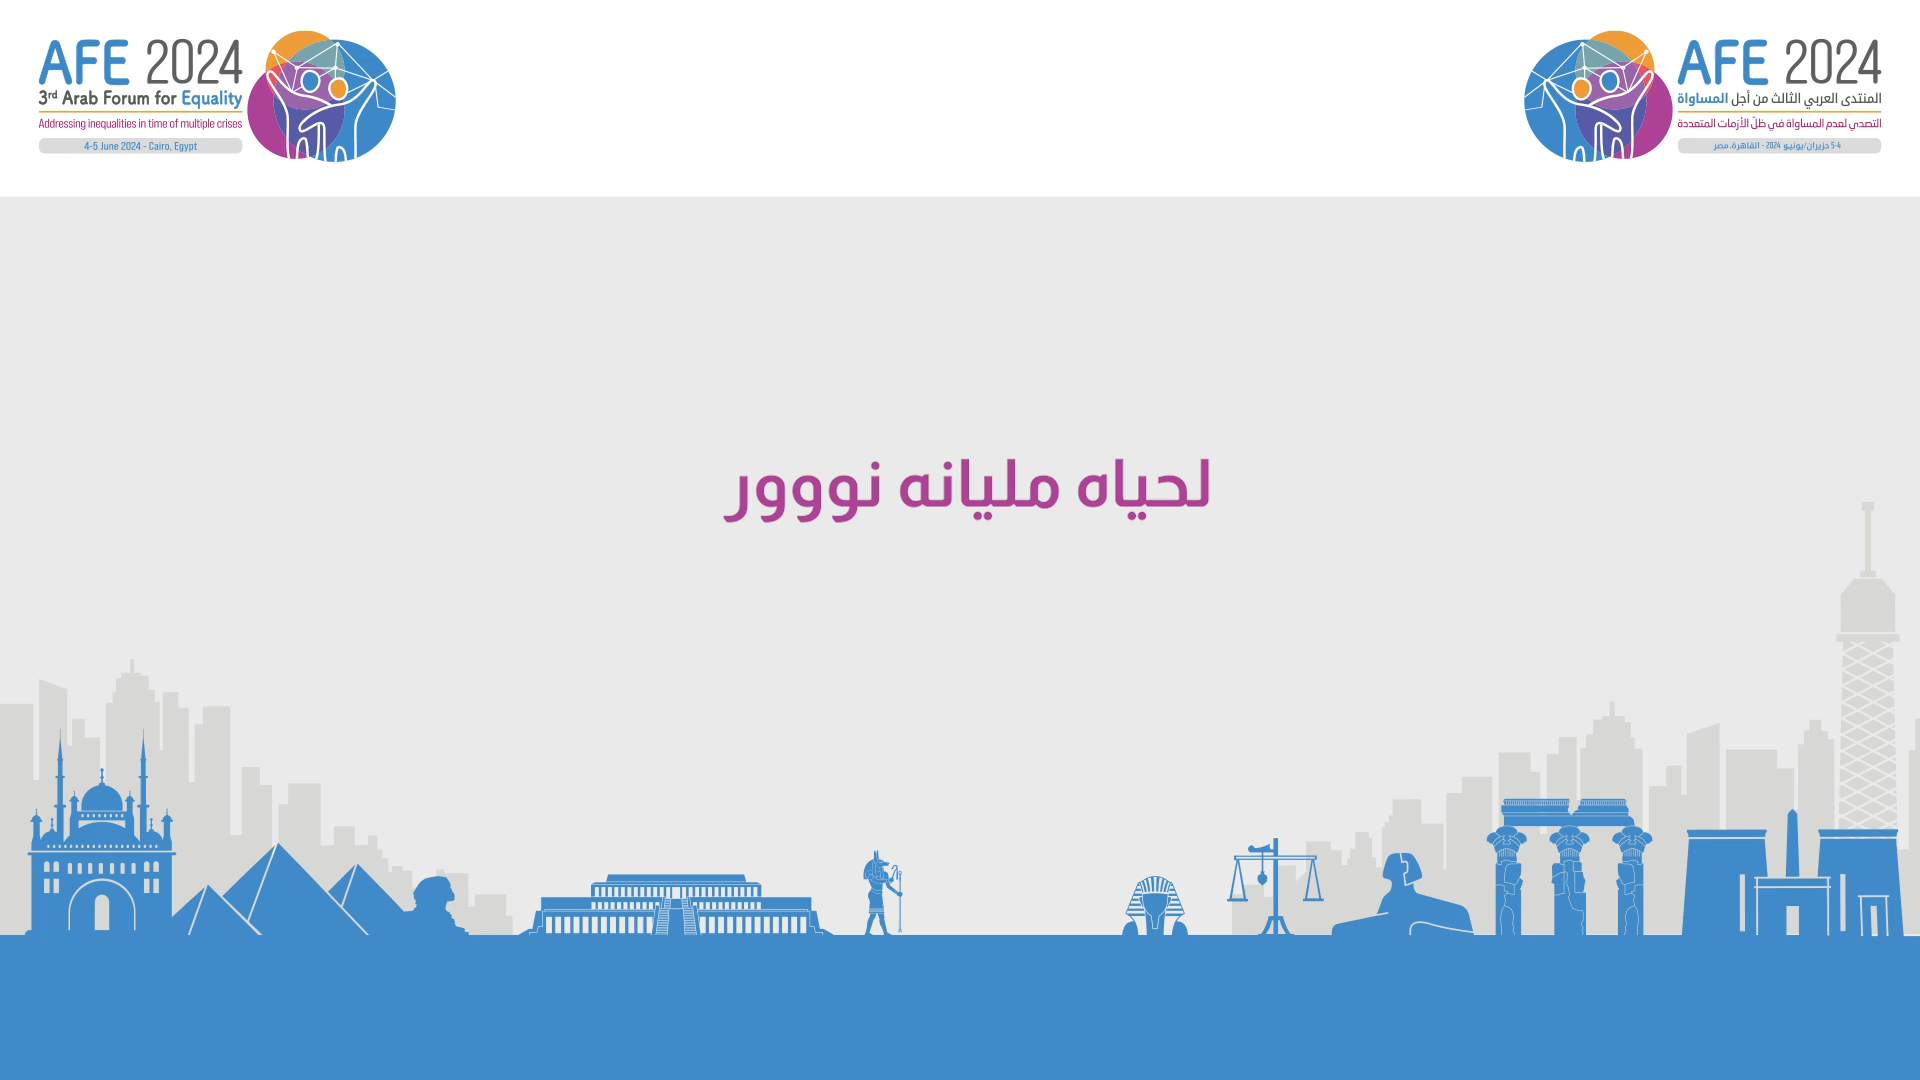 AFE 2024
3rd Arab Forum for Equality
Addressing inequalities in time of multiple crises
4-5 June 2024 - Cairo, Egypt
AFE 2024
المنتدى العربي الثالث من أجل المساواة
التصدي لعدم المساواة في ظلّ الأزمات المتعددة
4-5 حزيران/يونيو 2024 - القاهرة، مصر
لحياه مليانه نووور